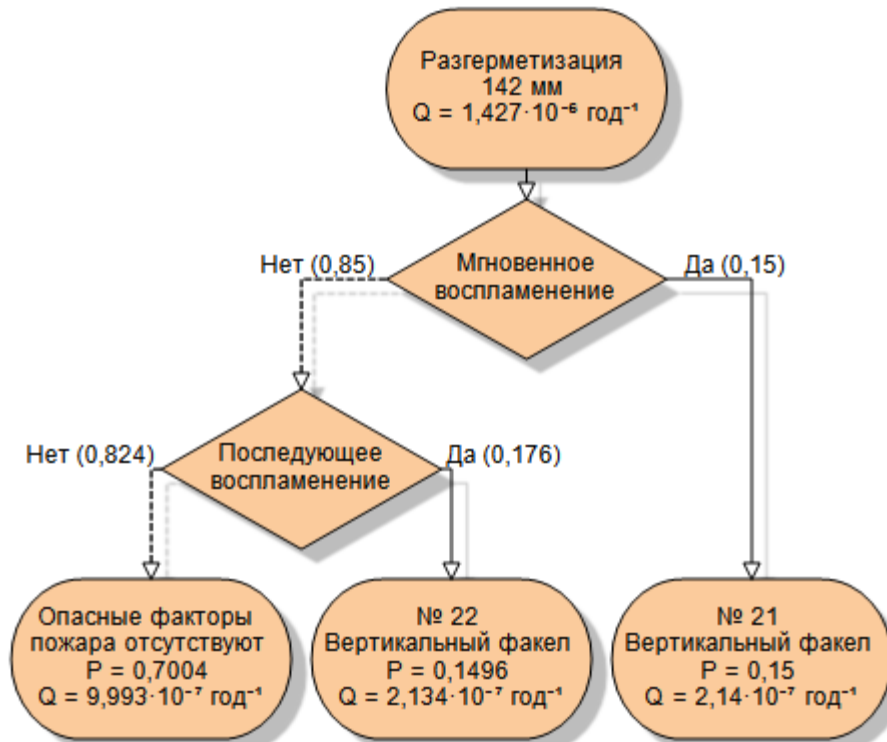 Разгерметизация
142 мм
Q = 1,427·10⁻⁶ год⁻¹
Нет (0,85)
Мгновенное
воспламенение
Да (0,15)
Нет (0,824)
Последующее
воспламенение
Да (0,176)
Опасные факторы
пожара отсутствуют
P = 0,7004
Q = 9,993·10⁻⁷ год⁻¹
№ 22
Вертикальный факел
P = 0,1496
Q = 2,134·10⁻⁷ год⁻¹
№ 21
Вертикальный факел
P = 0,15
Q = 2,14·10⁻⁷ год⁻¹